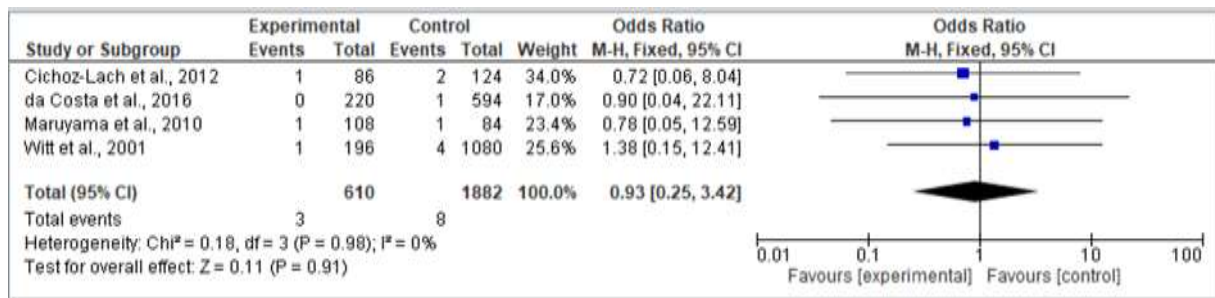 Experimental Control Odds Ratio Odds Ratio
Study or Subgroup Events Total Events Total Weight M-H, Fixed, 95% CI M-H, Fixed, 95% CI
Cichoz-Lach et al., 2012 1 86 2 124 34.0% 0.72 [0.06, 8.04]
da Costa et al., 2016 0 220 1 594 17.0% 0.90 [0.04, 22.11]
Maruyama et al., 2010 1 108 1 84 23.4% 0.78 [0.05, 12.59]
Witt et al., 2001 1 196 4 1080 25.6% 1.38 [0.15, 12.41]
Total (95% CI) 610 1882 100.0% 0.93 [0.25, 3.42]
Total events 3 8
Heterogeneity: Chi² = 0.18, df = 3 (P = 0.98); I² = 0%
Test for overall effect: Z = 0.11 (P = 0.91)
0.01 0.1 1 10 100
Favours [experimental] Favours [control]